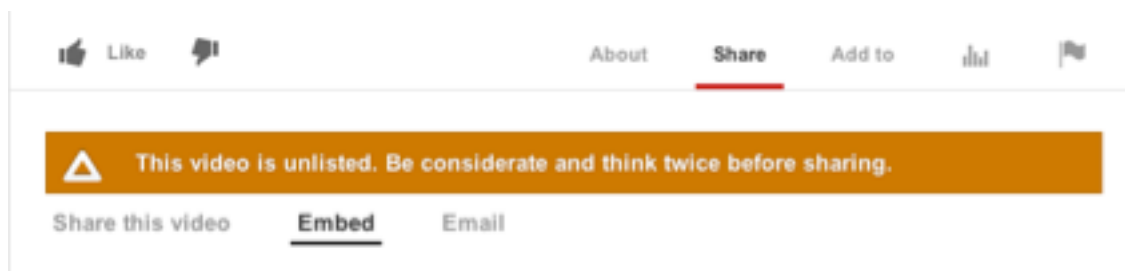 Like About Share Add to
This video is unlisted. Be considerate and think twice before sharing.
Share this video Embed Email